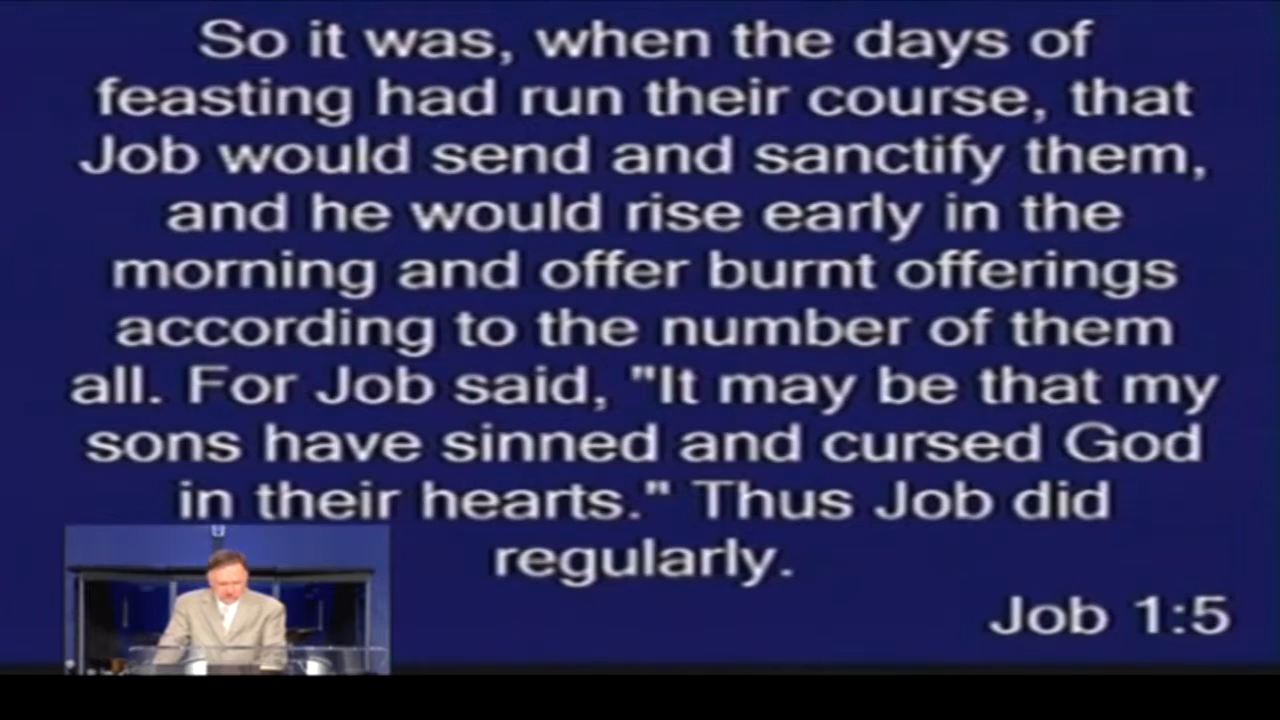 So it was, when the days of
feasting had run their course, that
Job would send and sanctify them,
and he would rise early in the
morning and offer burnt offerings
according to the number of them
all. For Job said, "It may be that my
sons have sinned and cursed God
in their hearts." Thus Job did
regularly.
Job 1:5